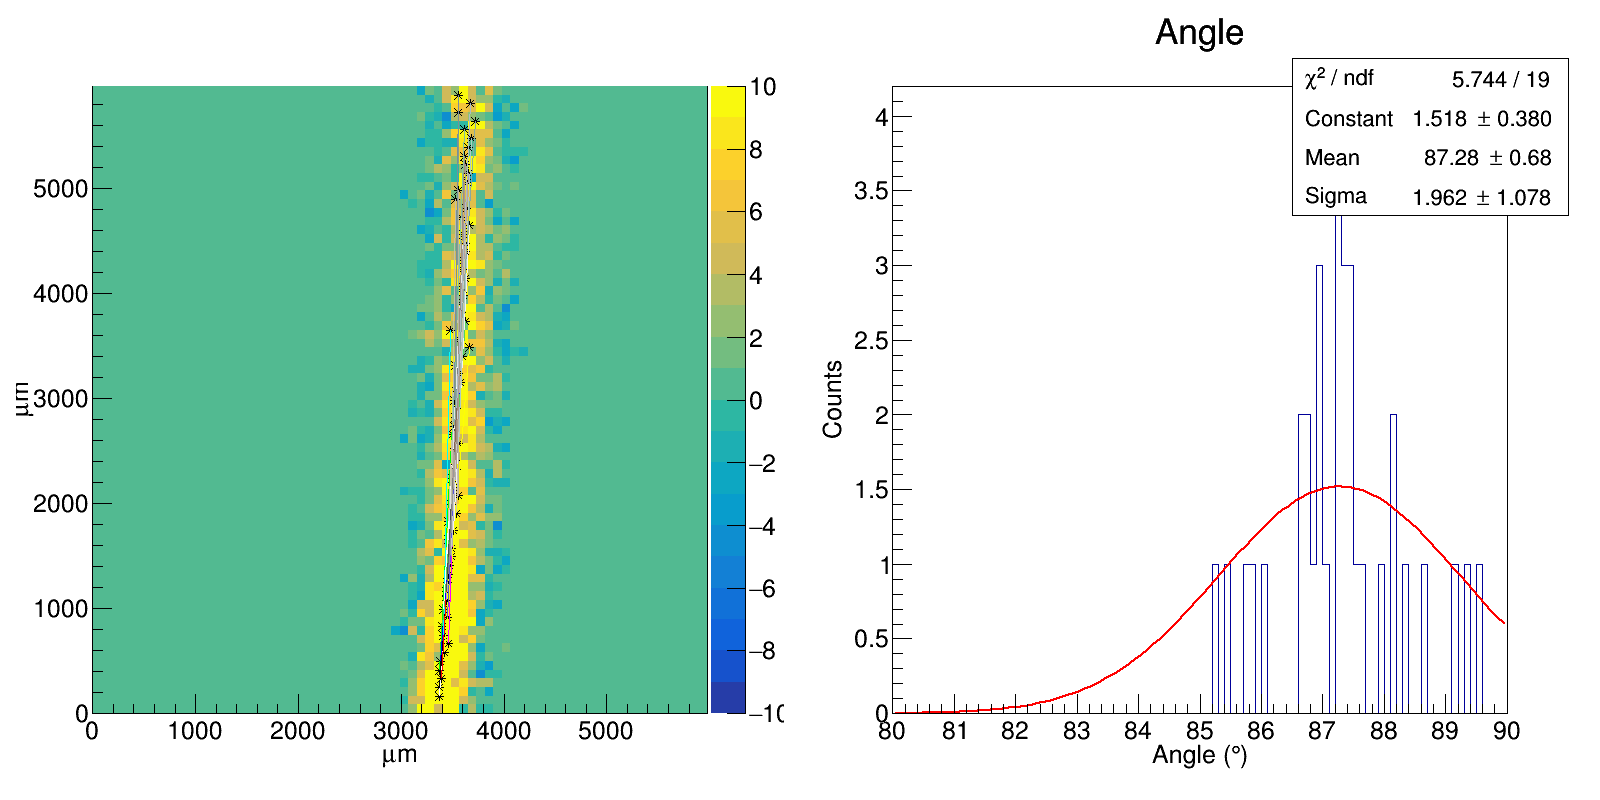 Angle
χ² / ndf 5.744 / 19
Constant 1.518 ± 0.380
Mean 87.28 ± 0.68
Sigma 1.962 ± 1.078
5000
4000
3000
2000
1000
0
μm
0 1000 2000 3000 4000 5000
μm
10
8
6
4
2
0
−2
−4
−6
−8
−10
4
3.5
3
2.5
2
1.5
1
0.5
0
Counts
80 81 82 83 84 85 86 87 88 89 90
Angle (°)